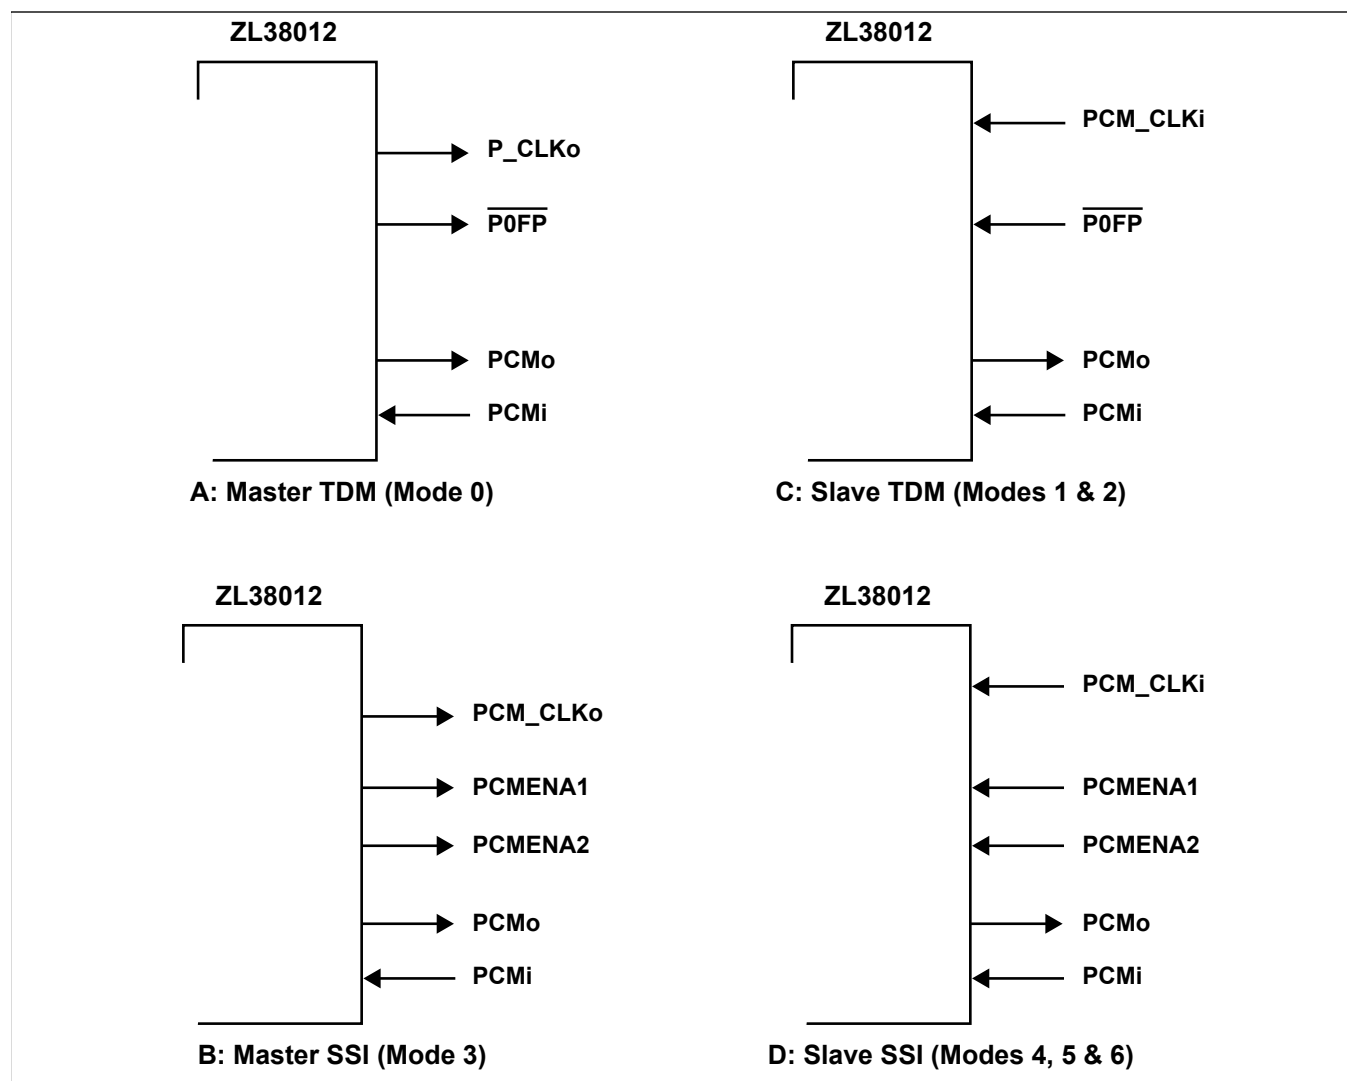 ZL38012
P_CLKo
P0FP
PCMo
PCMi
A: Master TDM (Mode 0)
ZL38012
PCM_CLKi
P0FP
PCMo
PCMi
C: Slave TDM (Modes 1 & 2)
ZL38012
PCM_CLKo
PCMENA1
PCMENA2
PCMo
PCMi
B: Master SSI (Mode 3)
ZL38012
PCM_CLKi
PCMENA1
PCMENA2
PCMo
PCMi
D: Slave SSI (Modes 4, 5 & 6)